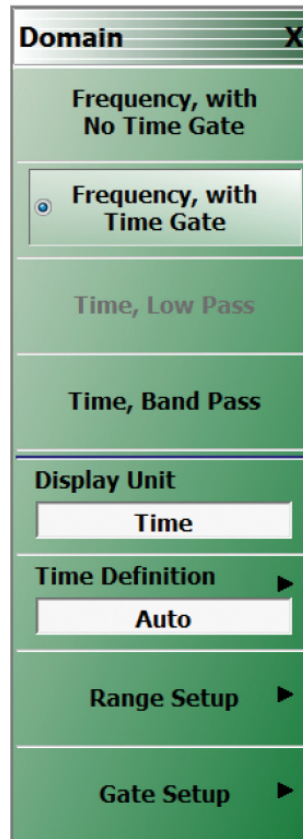 Domain X
Frequency, with
No Time Gate
Frequency, with
Time Gate
Time, Low Pass
Time, Band Pass
Display Unit
Time
Time Definition
Auto
Range Setup
Gate Setup